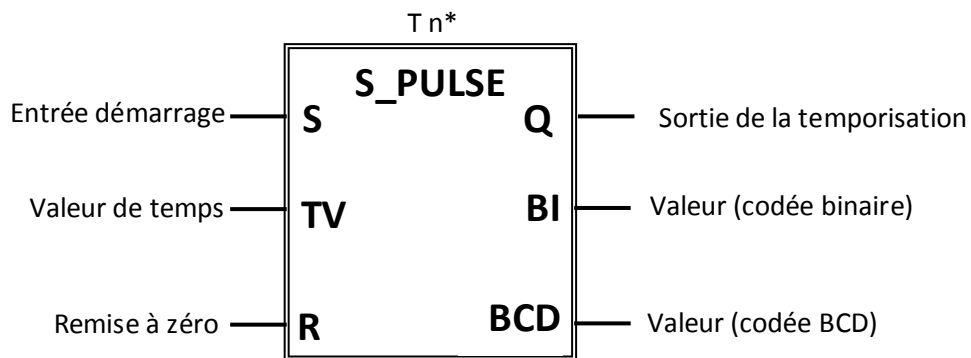 T n*
S_PULSE
Entrée démarrage S Q Sortie de la temporisation
Valeur de temps TV BI Valeur (codée binaire)
Remise à zéro R BCD Valeur (codée BCD)